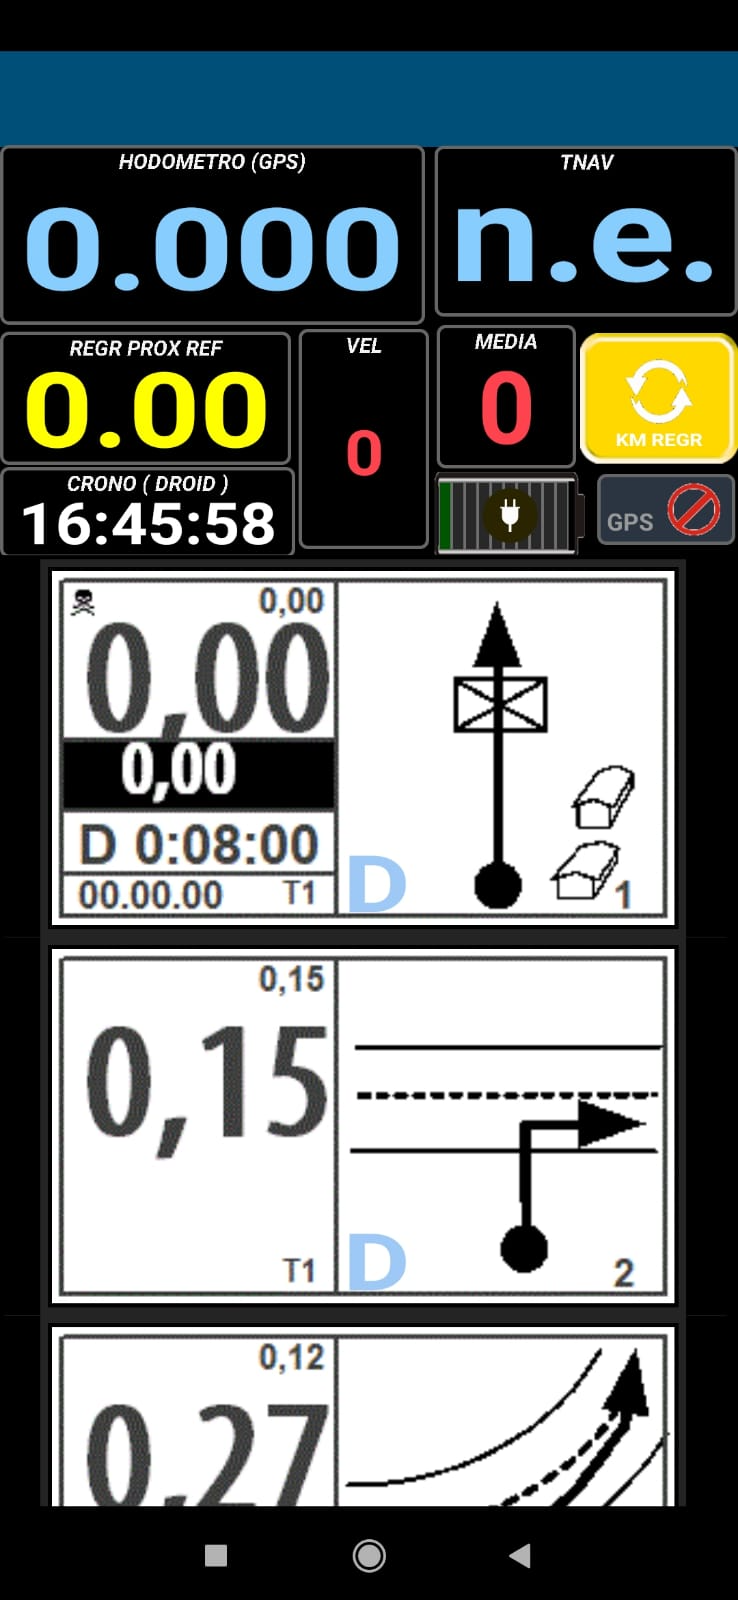 HODOMETRO (GPS)
TNAV
0.000
n.e.
REGR PROX REF
VEL
MEDIA
0.00
0
0
KM REGR
CRONO ( DROID )
16:45:58
GPS
0,00
0,00
0,00
D 0:08:00
00.00.00
T1
D
1
0,15
0,15
T1
D
2
0,12
0,27